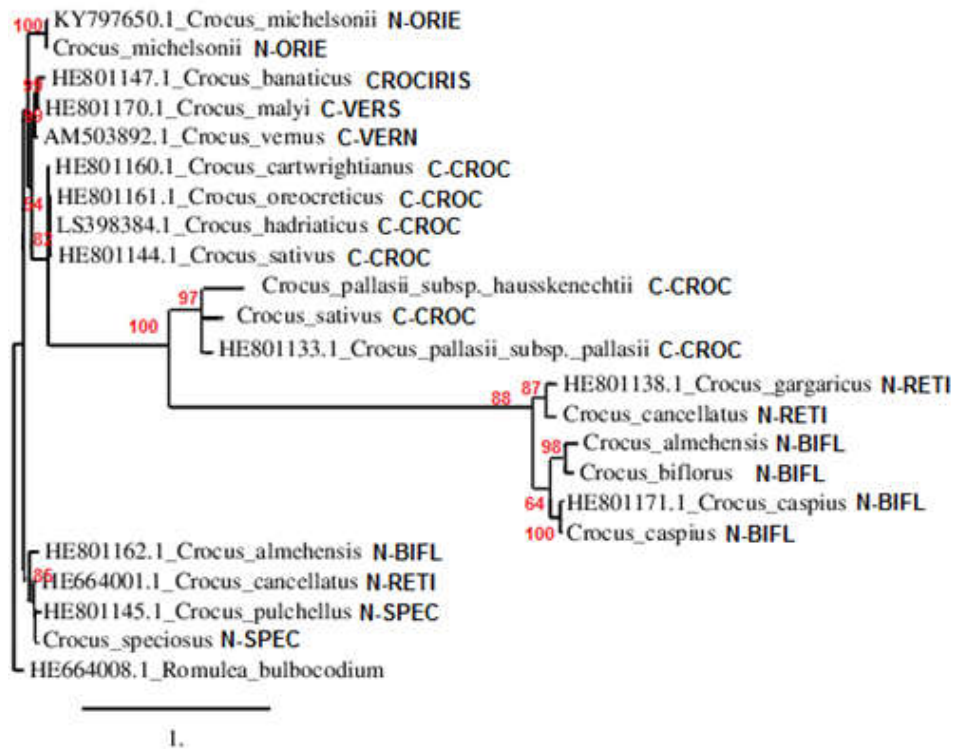 100 KY797650.1_Crocus_michelsonii N-ORIE
Crocus_michelsonii N-ORIE
99 HE801147.1_Crocus_banaticus CROCIRIS
HE801170.1_Crocus_malyi C-VERS
AM503892.1_Crocus_vernus C-VERN
HE801160.1_Crocus_cartwrightianus C-CROC
HE801161.1_Crocus_oreocreticus C-CROC
LS398384.1_Crocus_hadriaticus C-CROC
HE801144.1_Crocus_sativus C-CROC
Crocus_pallasii_subsp._hausskenechtii C-CROC
97
Crocus_sativus C-CROC
100
HE801133.1_Crocus_pallasii_subsp._pallasii C-CROC
87 HE801138.1_Crocus_gargaricus N-RETI
88
Crocus_cancellatus N-RETI
98 Crocus_almehensis N-BIFL
Crocus_biflorus N-BIFL
64 HE801171.1_Crocus_caspius N-BIFL
100 Crocus_caspius N-BIFL
HE801162.1_Crocus_almehensis N-BIFL
HE664001.1_Crocus_cancellatus N-RETI
HE801145.1_Crocus_pulchellus N-SPEC
Crocus_speciosus N-SPEC
HE664008.1_Romulea_bulbocodium
1.